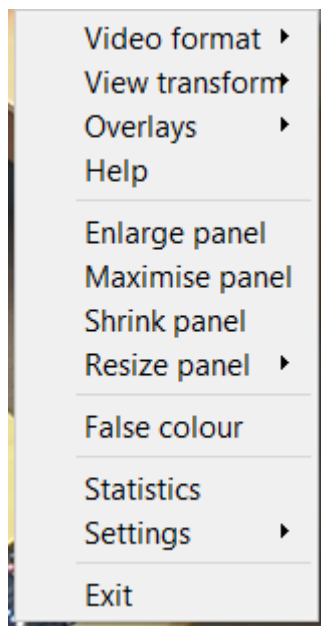 Video format
View transform
Overlays
Help
Enlarge panel
Maximise panel
Shrink panel
Resize panel
False colour
Statistics
Settings
Exit